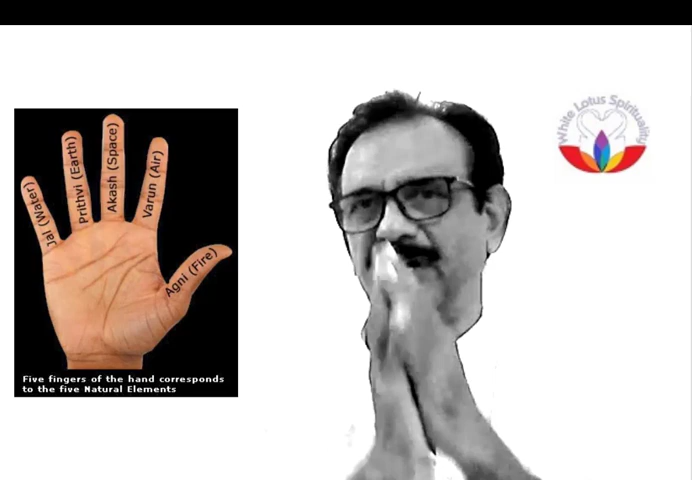 Jal (Water)
Prithvi (Earth)
Akash (Space)
Varun (Air)
Agni (Fire)
Five fingers of the hand corresponds
to the five Natural Elements
White Lotus Spirituality